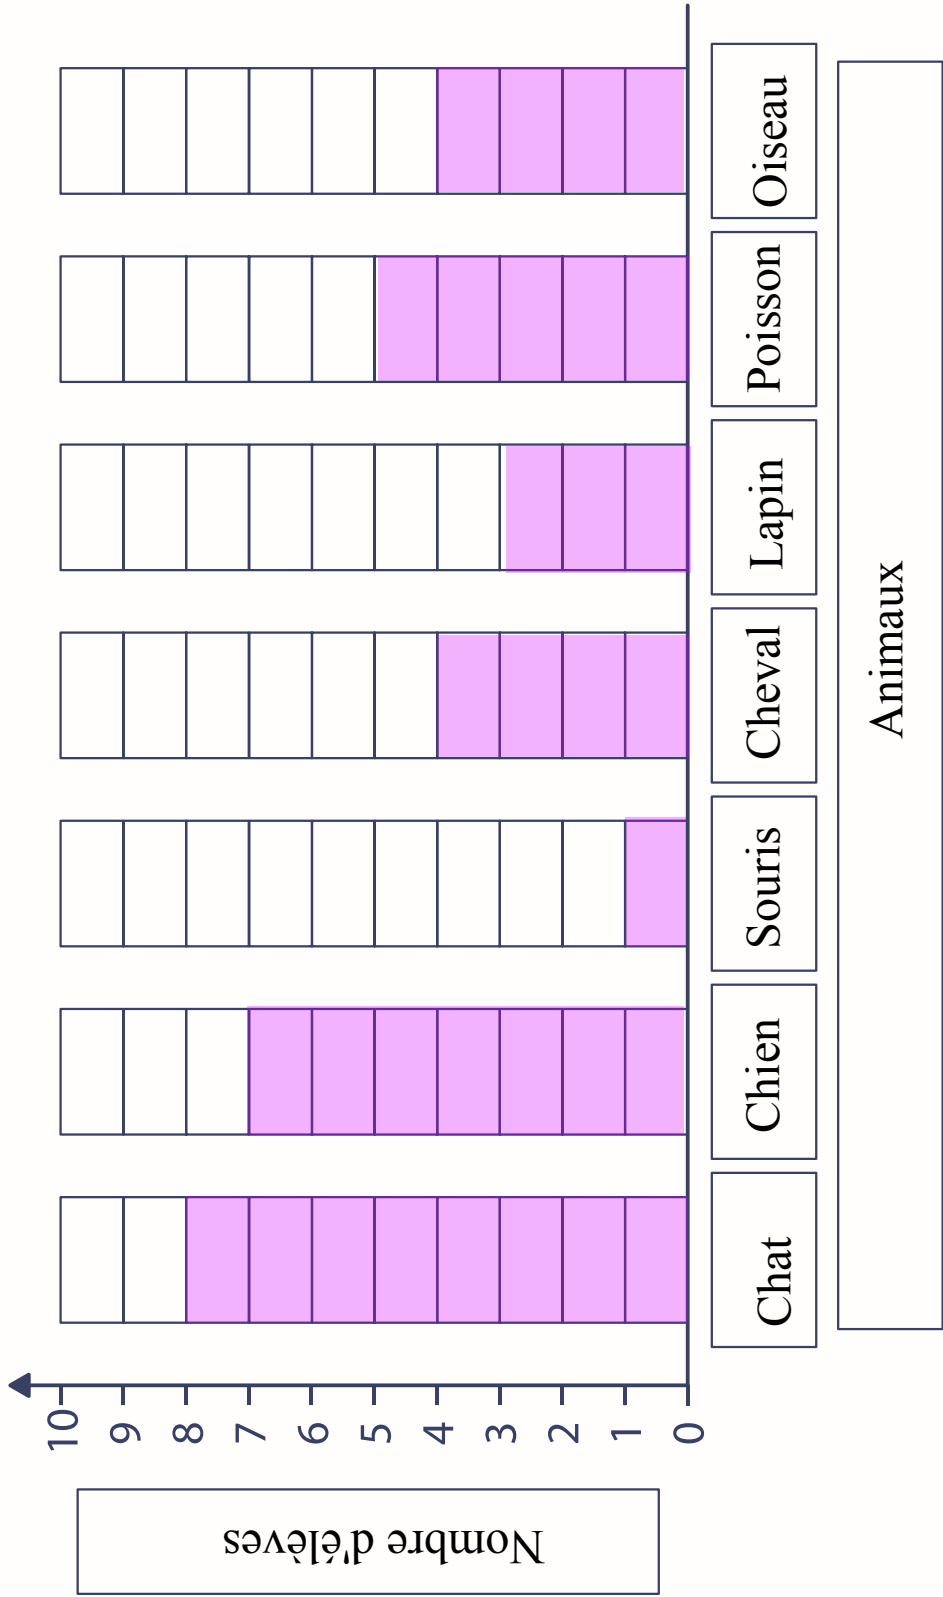 Nombre d'élèves
10
9
8
7
6
5
4
3
2
1
0
Chat
Chien
Souris
Cheval
Lapin
Poisson
Oiseau
Animaux